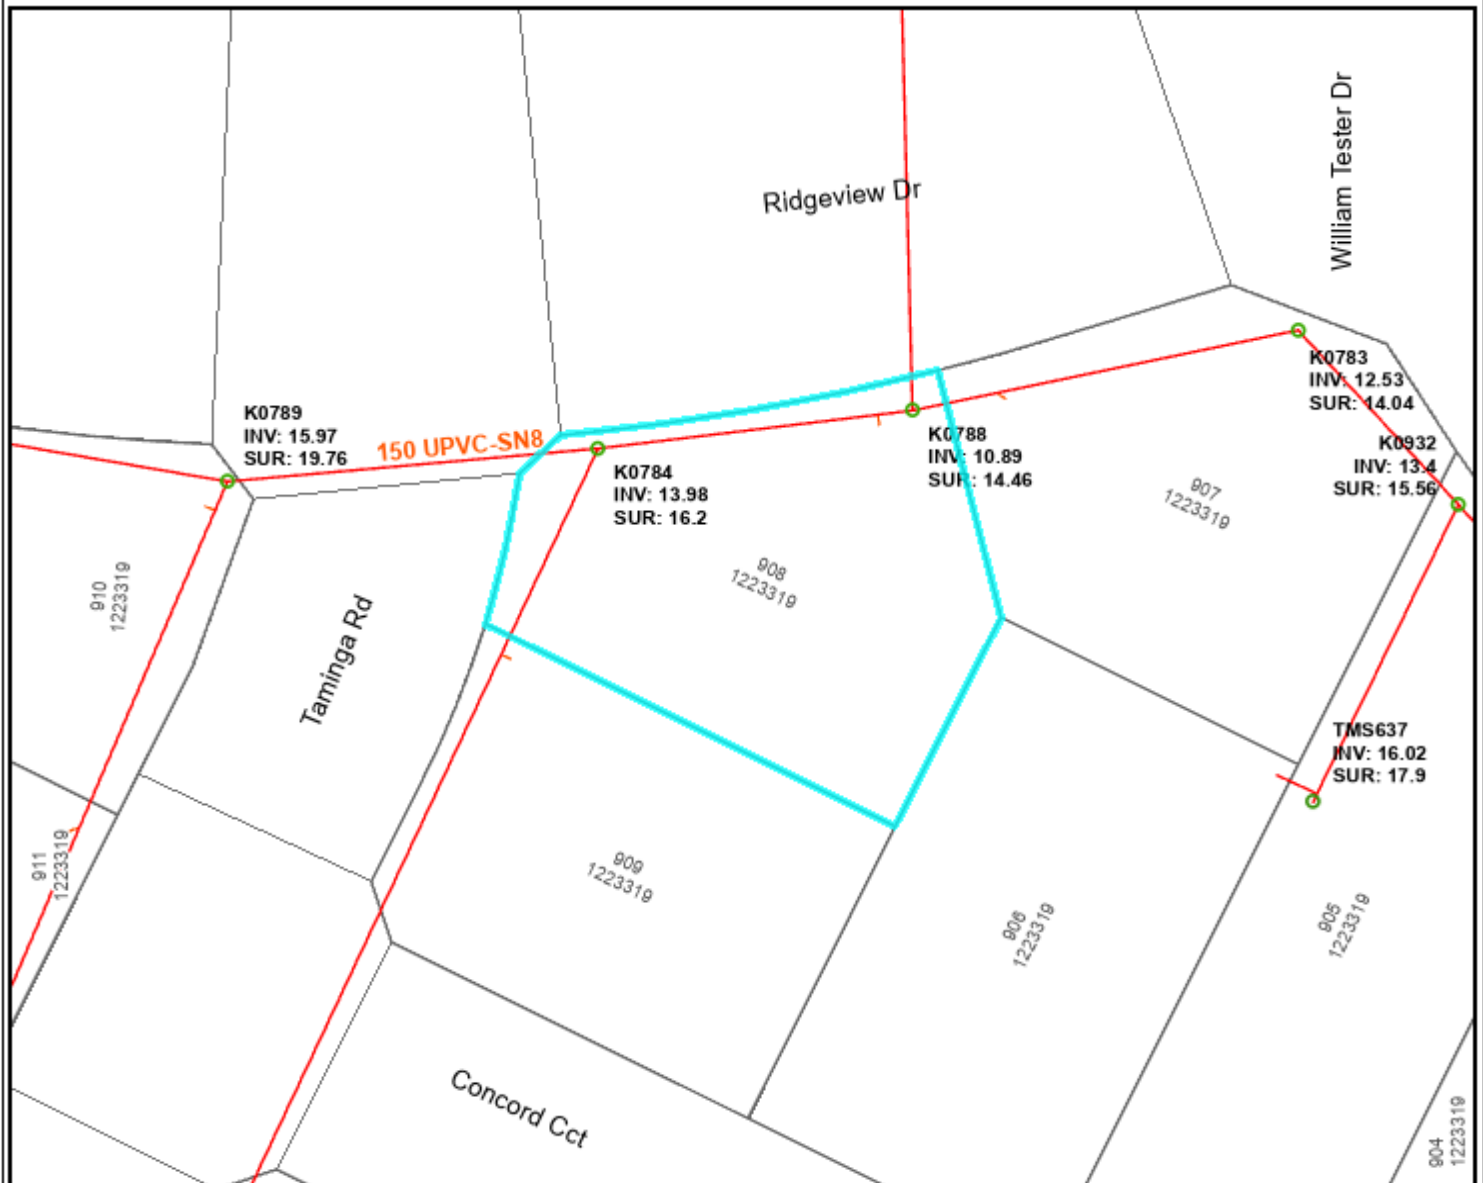 Ridgeview Dr
William Tester Dr
K0789
INV: 15.97
SUR: 19.76
150 UPVC-SN8
K0784
INV: 13.98
SUR: 16.2
K0788
INV: 10.89
SUR: 14.46
K0783
INV: 12.53
SUR: 14.04
K0932
INV: 13.4
SUR: 15.56
907
1223319
908
1223319
910
1223319
Taminga Rd
TMS637
INV: 16.02
SUR: 17.9
911
1223319
909
1223319
906
1223319
905
1223319
Concord Cct
904
1223319